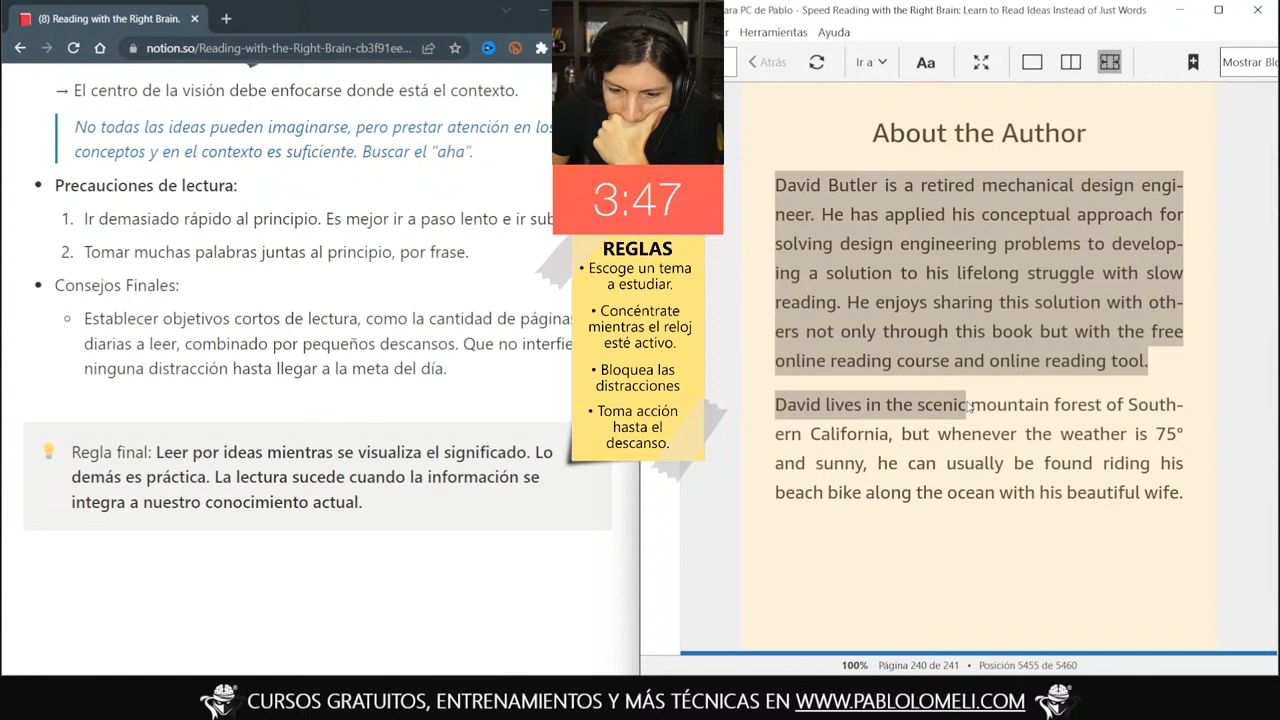 (8) Reading with the Right Brain.
notion.so/Reading-with-the-Right-Brain-cb3f91ee...
→ El centro de la visión debe enfocarse donde está el contexto.
No todas las ideas pueden imaginarse, pero prestar atención en los
conceptos y en el contexto es suficiente. Buscar el "aha".
• Precauciones de lectura:
1. Ir demasiado rápido al principio. Es mejor ir a paso lento e ir sub
2. Tomar muchas palabras juntas al principio, por frase.
• Consejos Finales:
Establecer objetivos cortos de lectura, como la cantidad de páginas
diarias a leer, combinado por pequeños descansos. Que no interfie
ninguna distracción hasta llegar a la meta del día.
Regla final: Leer por ideas mientras se visualiza el significado. Lo
demás es práctica. La lectura sucede cuando la información se
integra a nuestro conocimiento actual.
3:47
REGLAS
• Escoge un tema
a estudiar.
• Concéntrate
mientras el reloj
esté activo.
• Bloquea las
distracciones
• Toma acción
hasta el
descanso.
ara PC de Pablo - Speed Reading with the Right Brain: Learn to Read Ideas Instead of Just Words
Herramientas Ayuda
Atrás Ir a Aa Mostrar Blo
About the Author
David Butler is a retired mechanical design engi-
neer. He has applied his conceptual approach for
solving design engineering problems to develop-
ing a solution to his lifelong struggle with slow
reading. He enjoys sharing this solution with oth-
ers not only through this book but with the free
online reading course and online reading tool.
David lives in the scenic mountain forest of South-
ern California, but whenever the weather is 75°
and sunny, he can usually be found riding his
beach bike along the ocean with his beautiful wife.
100% Página 240 de 241 • Posición 5455 de 5460
CURSOS GRATUITOS, ENTRENAMIENTOS Y MÁS TÉCNICAS EN WWW.PABLOLOMELI.COM